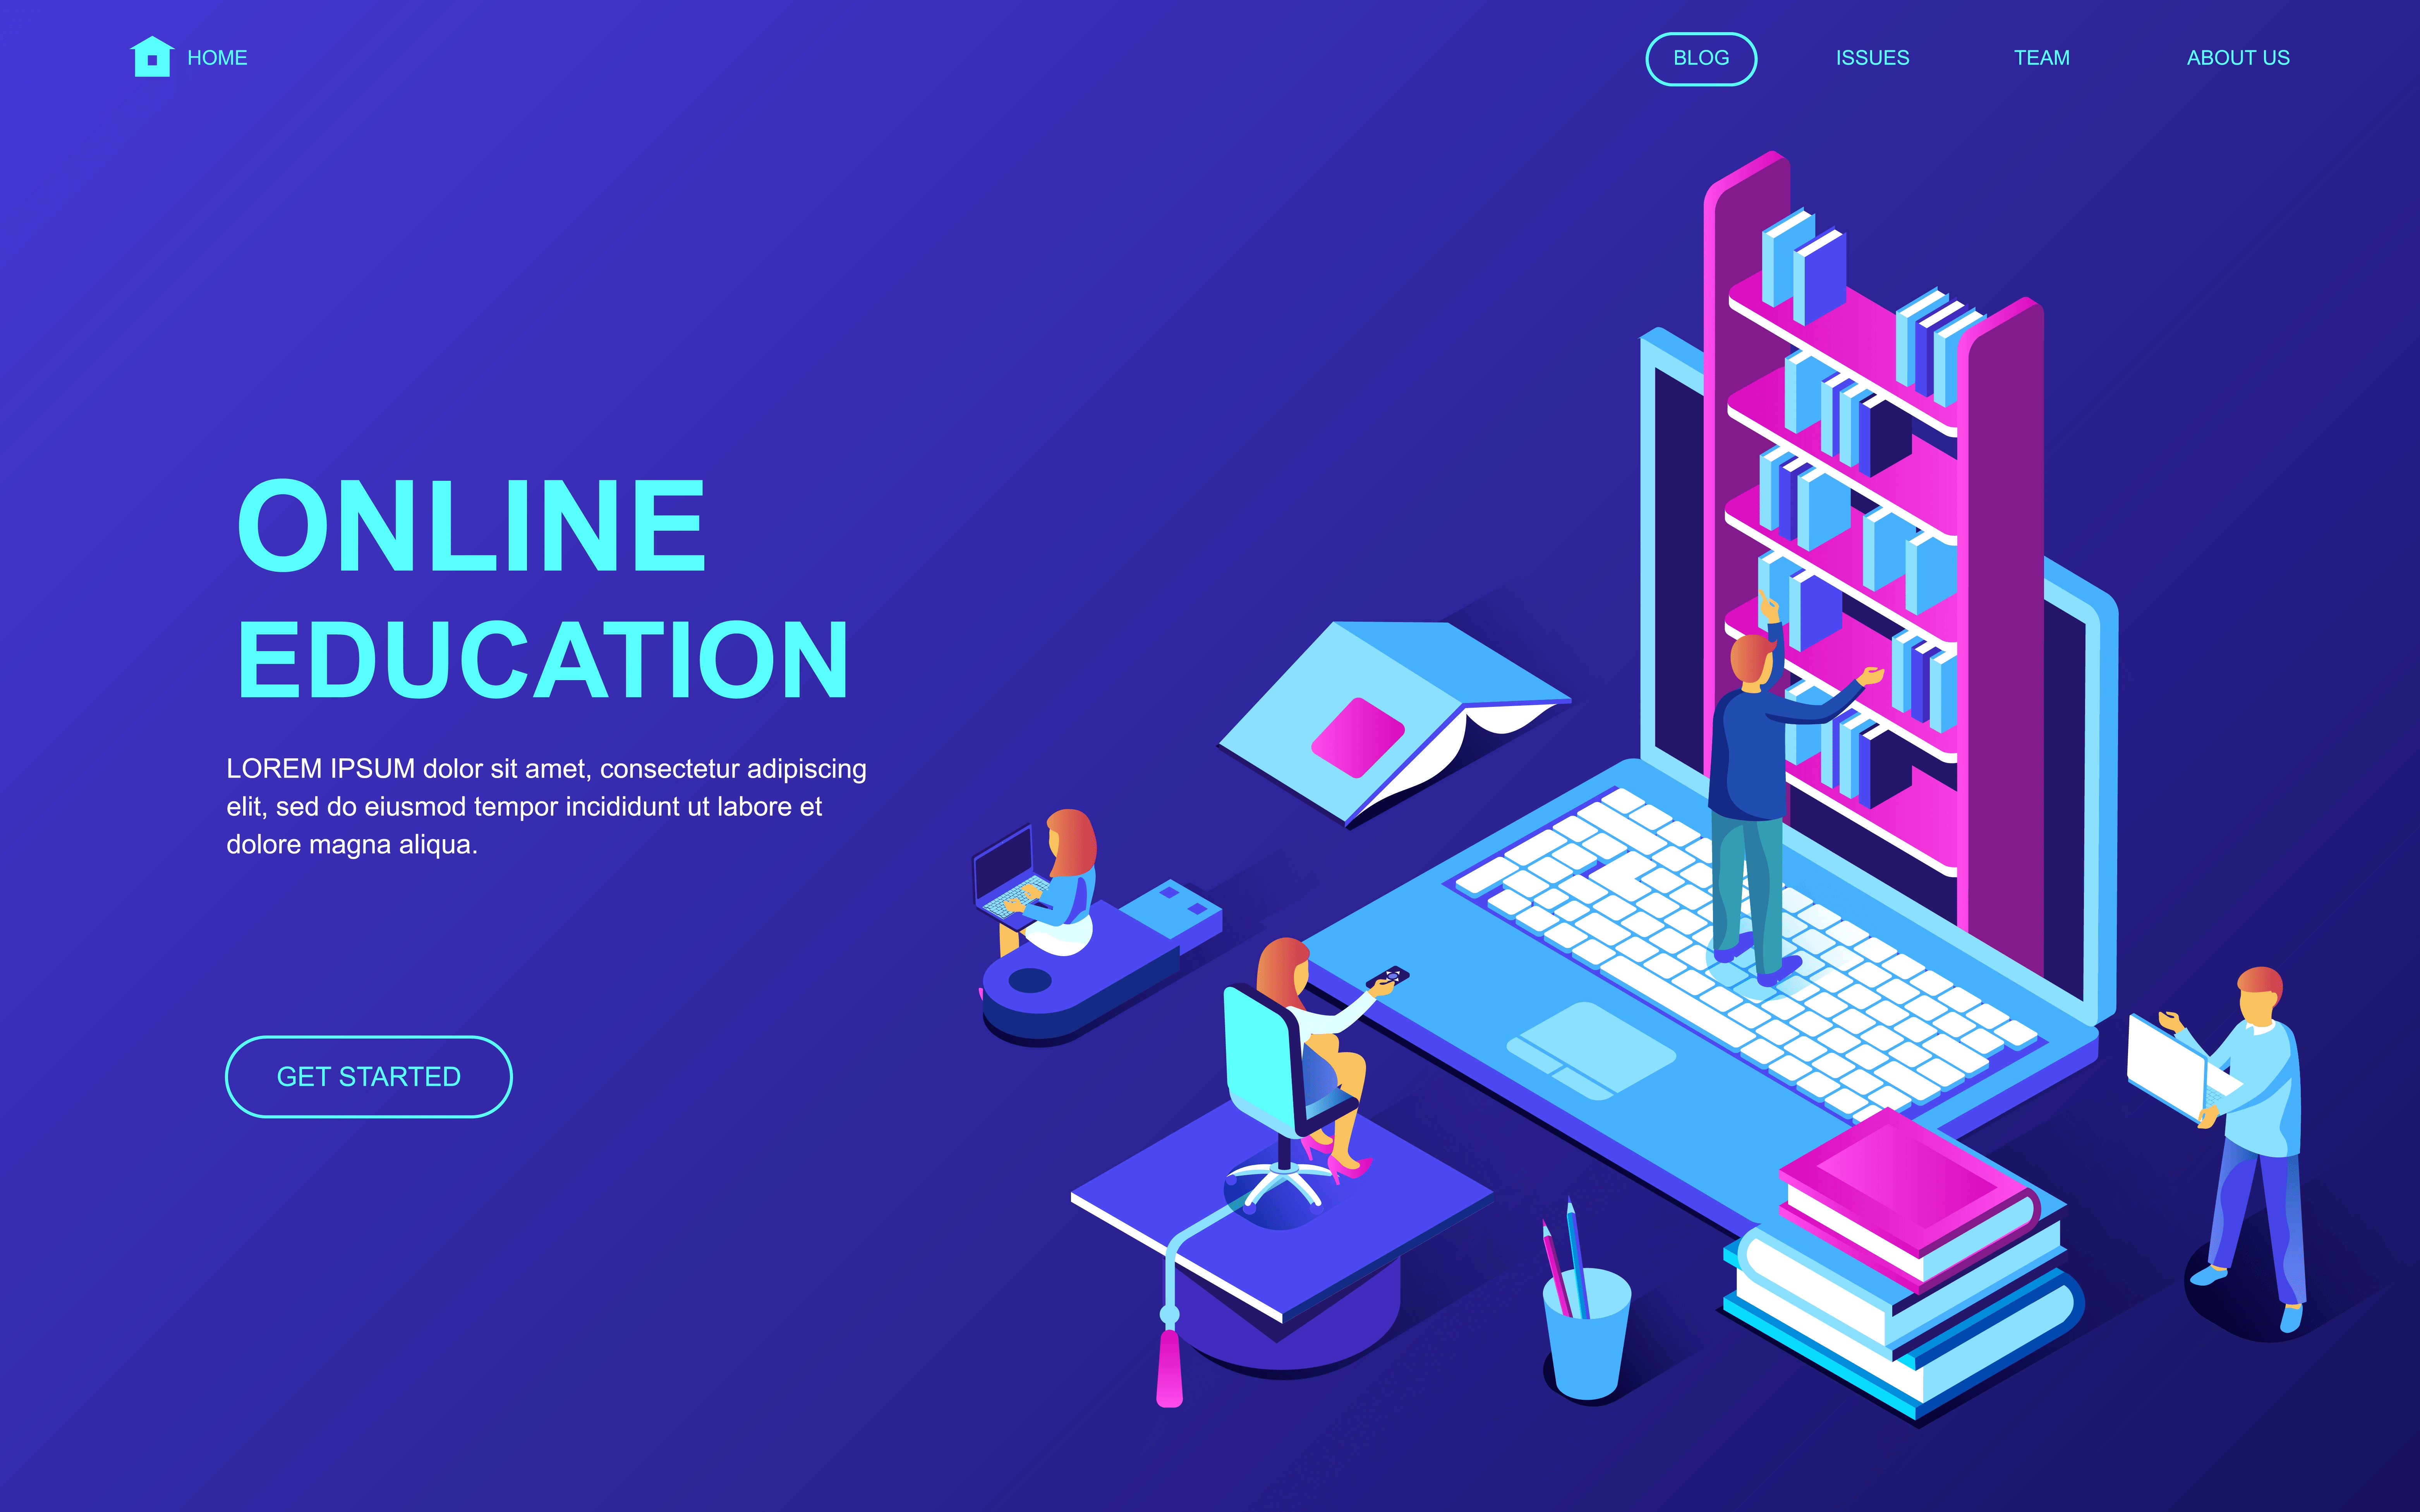 HOME
BLOG
ISSUES
TEAM
ABOUT US
ONLINE
EDUCATION
LOREM IPSUM dolor sit amet, consectetur adipiscing
elit, sed do eiusmod tempor incididunt ut labore et
dolore magna aliqua.
GET STARTED